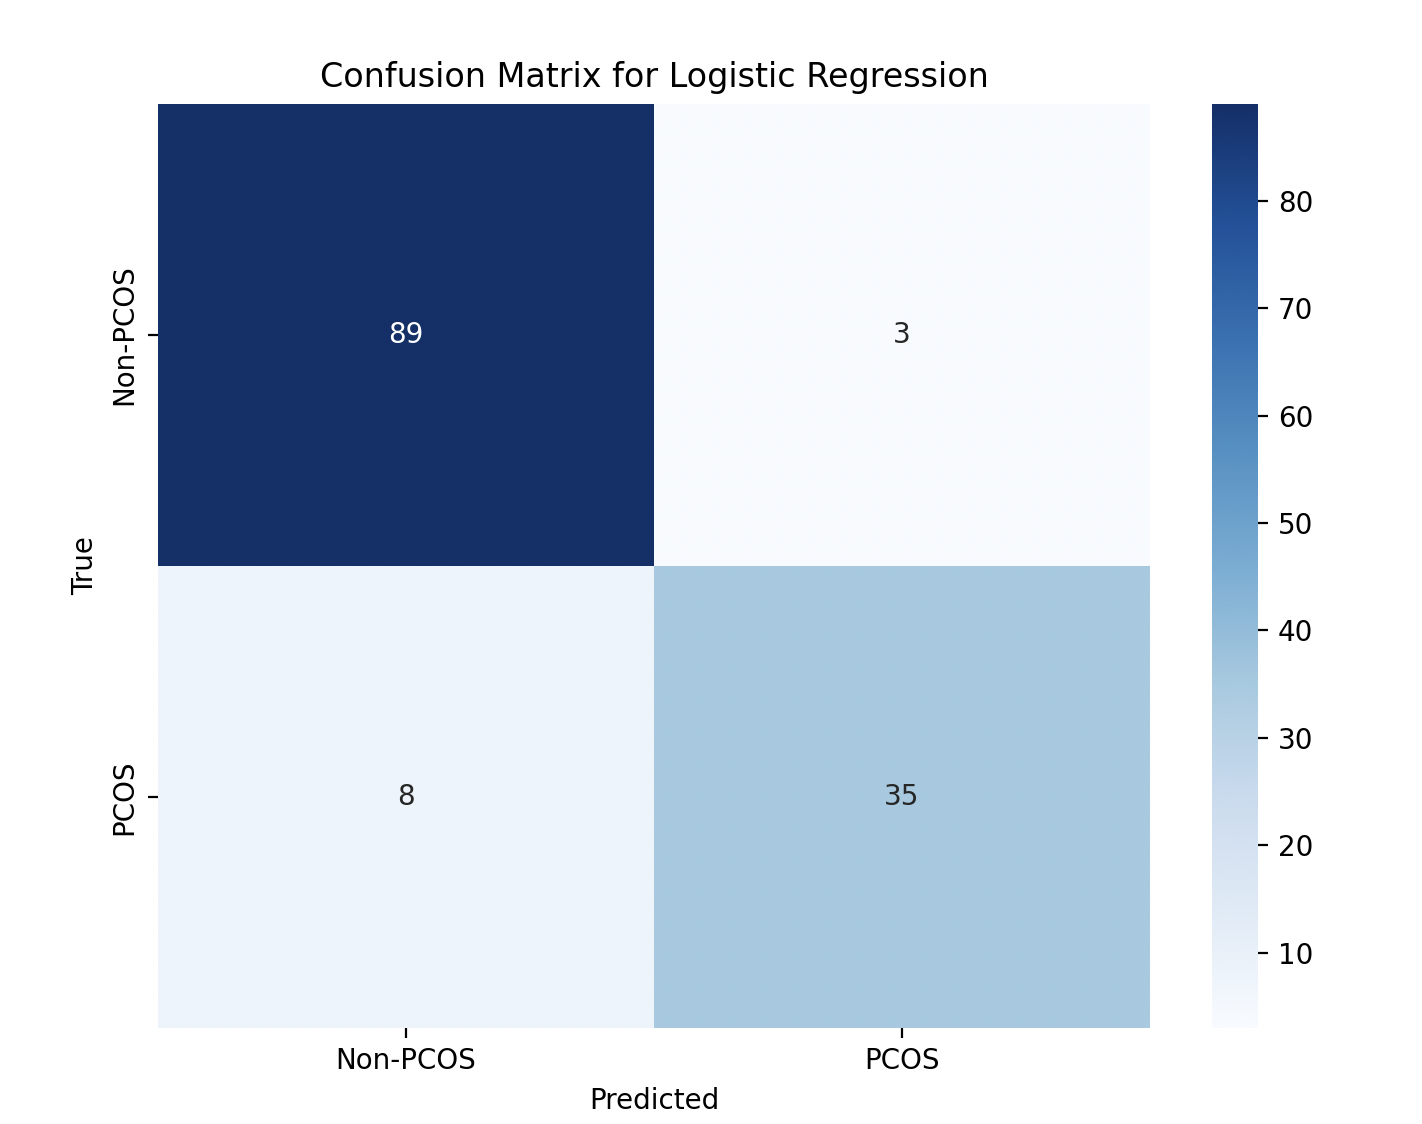 Confusion Matrix for Logistic Regression
Non-PCOS
PCOS
True
89
3
8
35
Non-PCOS
PCOS
Predicted
80
70
60
50
40
30
20
10